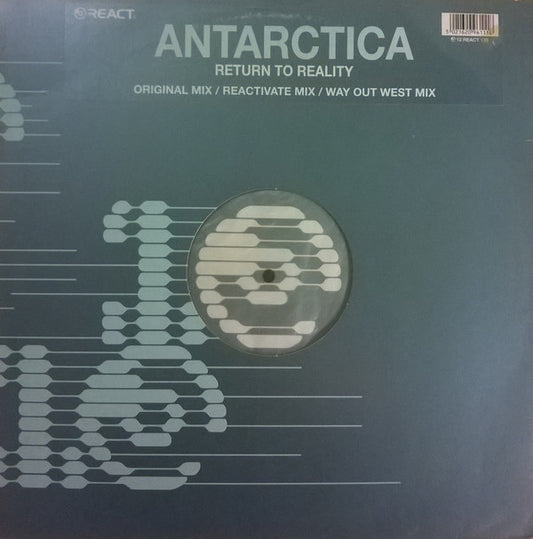 REACT
ANTARCTICA
RETURN TO REALITY
ORIGINAL MIX / REACTIVATE MIX / WAY OUT WEST MIX